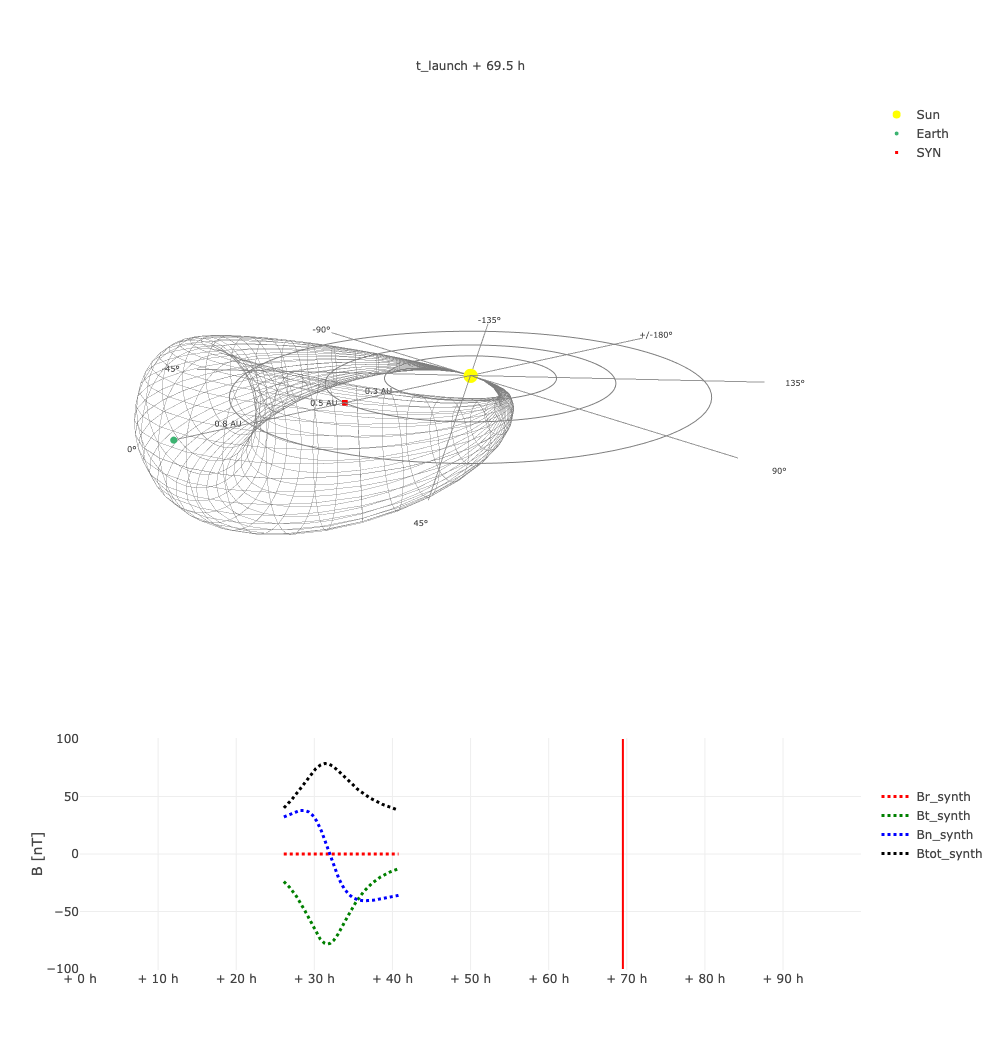 t_launch + 69.5 h
Sun
Earth
SYN
-135°
-90°
+/-180°
-45°
135°
0.3 AU
0.5 AU
0.8 AU
0°
90°
45°
100
50
0
−50
−100
B [nT]
+ 0 h
+ 10 h
+ 20 h
+ 30 h
+ 40 h
+ 50 h
+ 60 h
+ 70 h
+ 80 h
+ 90 h
Br_synth
Bt_synth
Bn_synth
Btot_synth